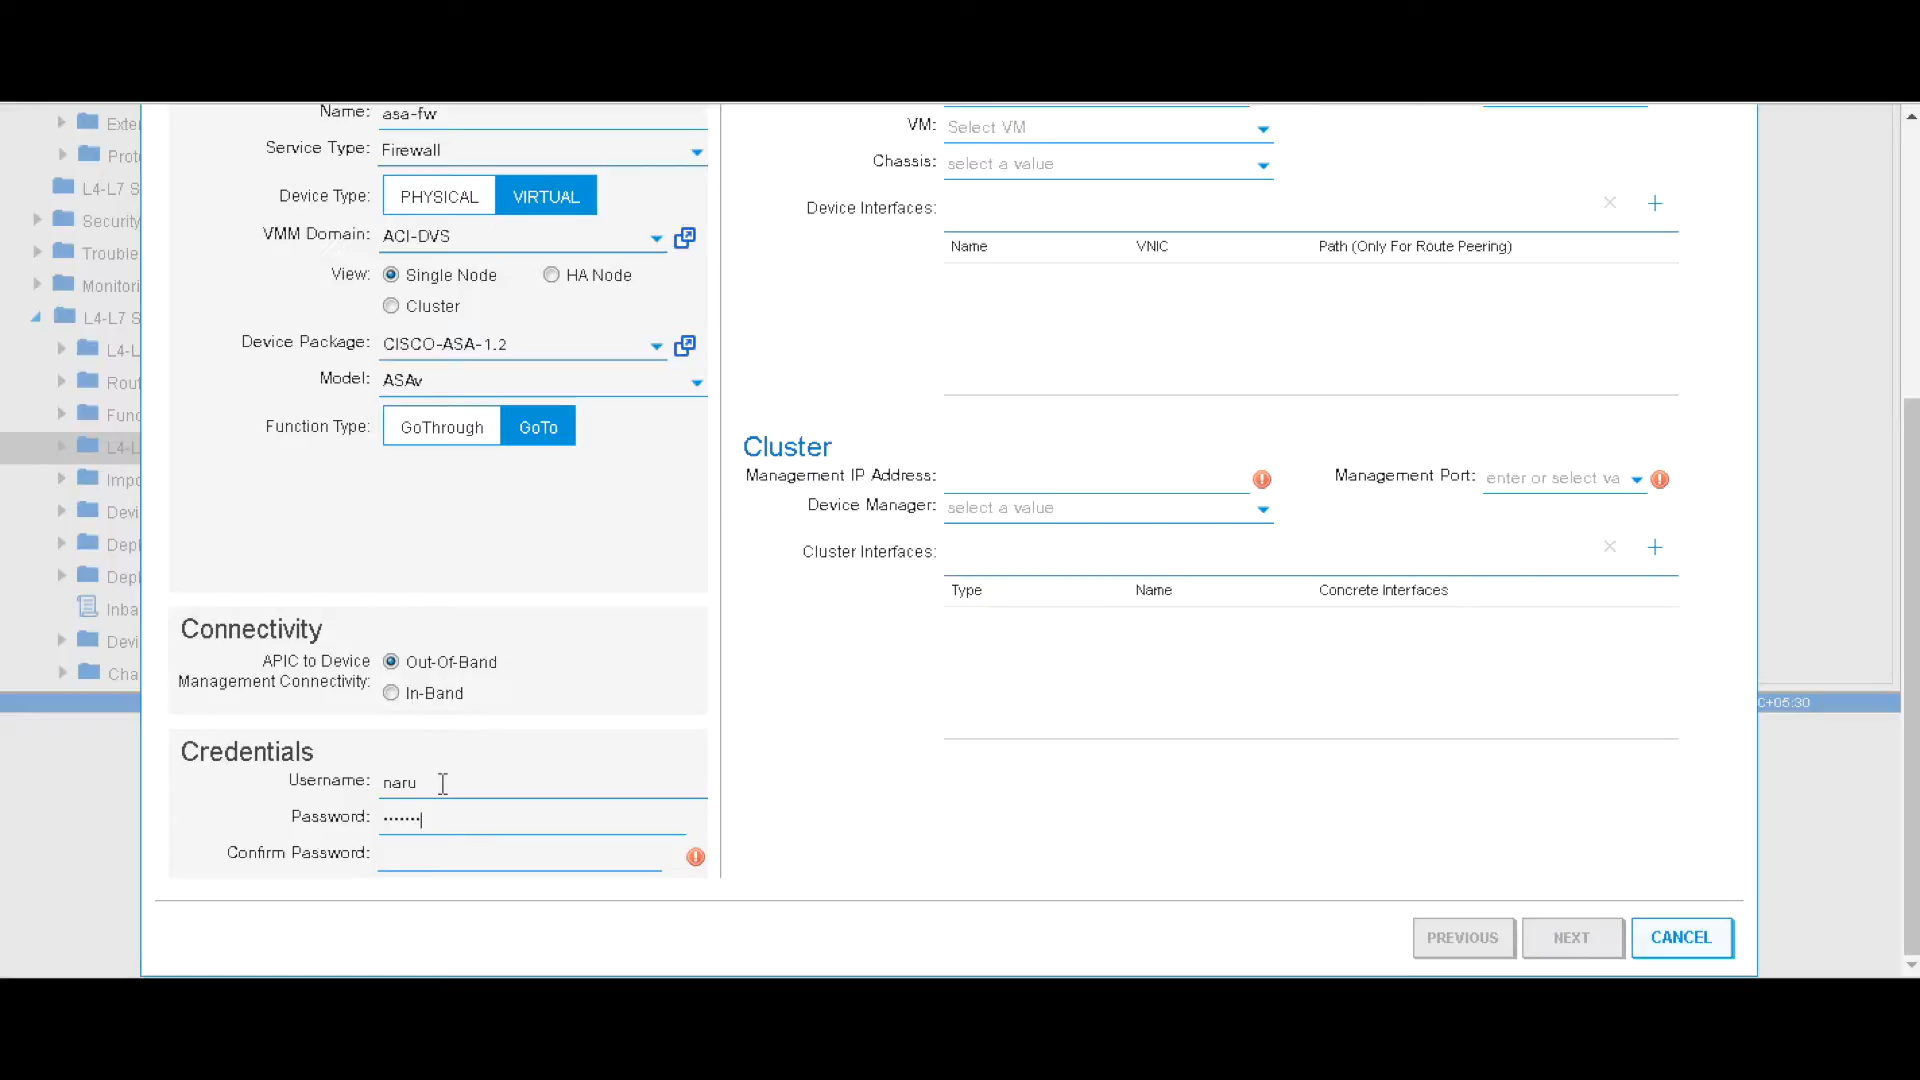 Exter
Prote
L4-L7 S
Security
Trouble
Monitori
L4-L7 S
L4-L
Rout
Func
L4-L
Impo
Devi
Depl
Depl
Inba
Devi
Cha
Name: asa-fw
Service Type: Firewall
Device Type: PHYSICAL VIRTUAL
VMM Domain: ACI-DVS
View: Single Node HA Node
Cluster
Device Package: CISCO-ASA-1.2
Model: ASAv
Function Type: GoThrough GoTo
Connectivity
APIC to Device
Management Connectivity:
Out-Of-Band
In-Band
Credentials
Username: naru
Password: •••••••
Confirm Password:
VM: Select VM
Chassis: select a value
Device Interfaces:
Name VNIC Path (Only For Route Peering)
Cluster
Management IP Address: Management Port: enter or select va
Device Manager: select a value
Cluster Interfaces:
Type Name Concrete Interfaces
C+05:30
PREVIOUS NEXT CANCEL